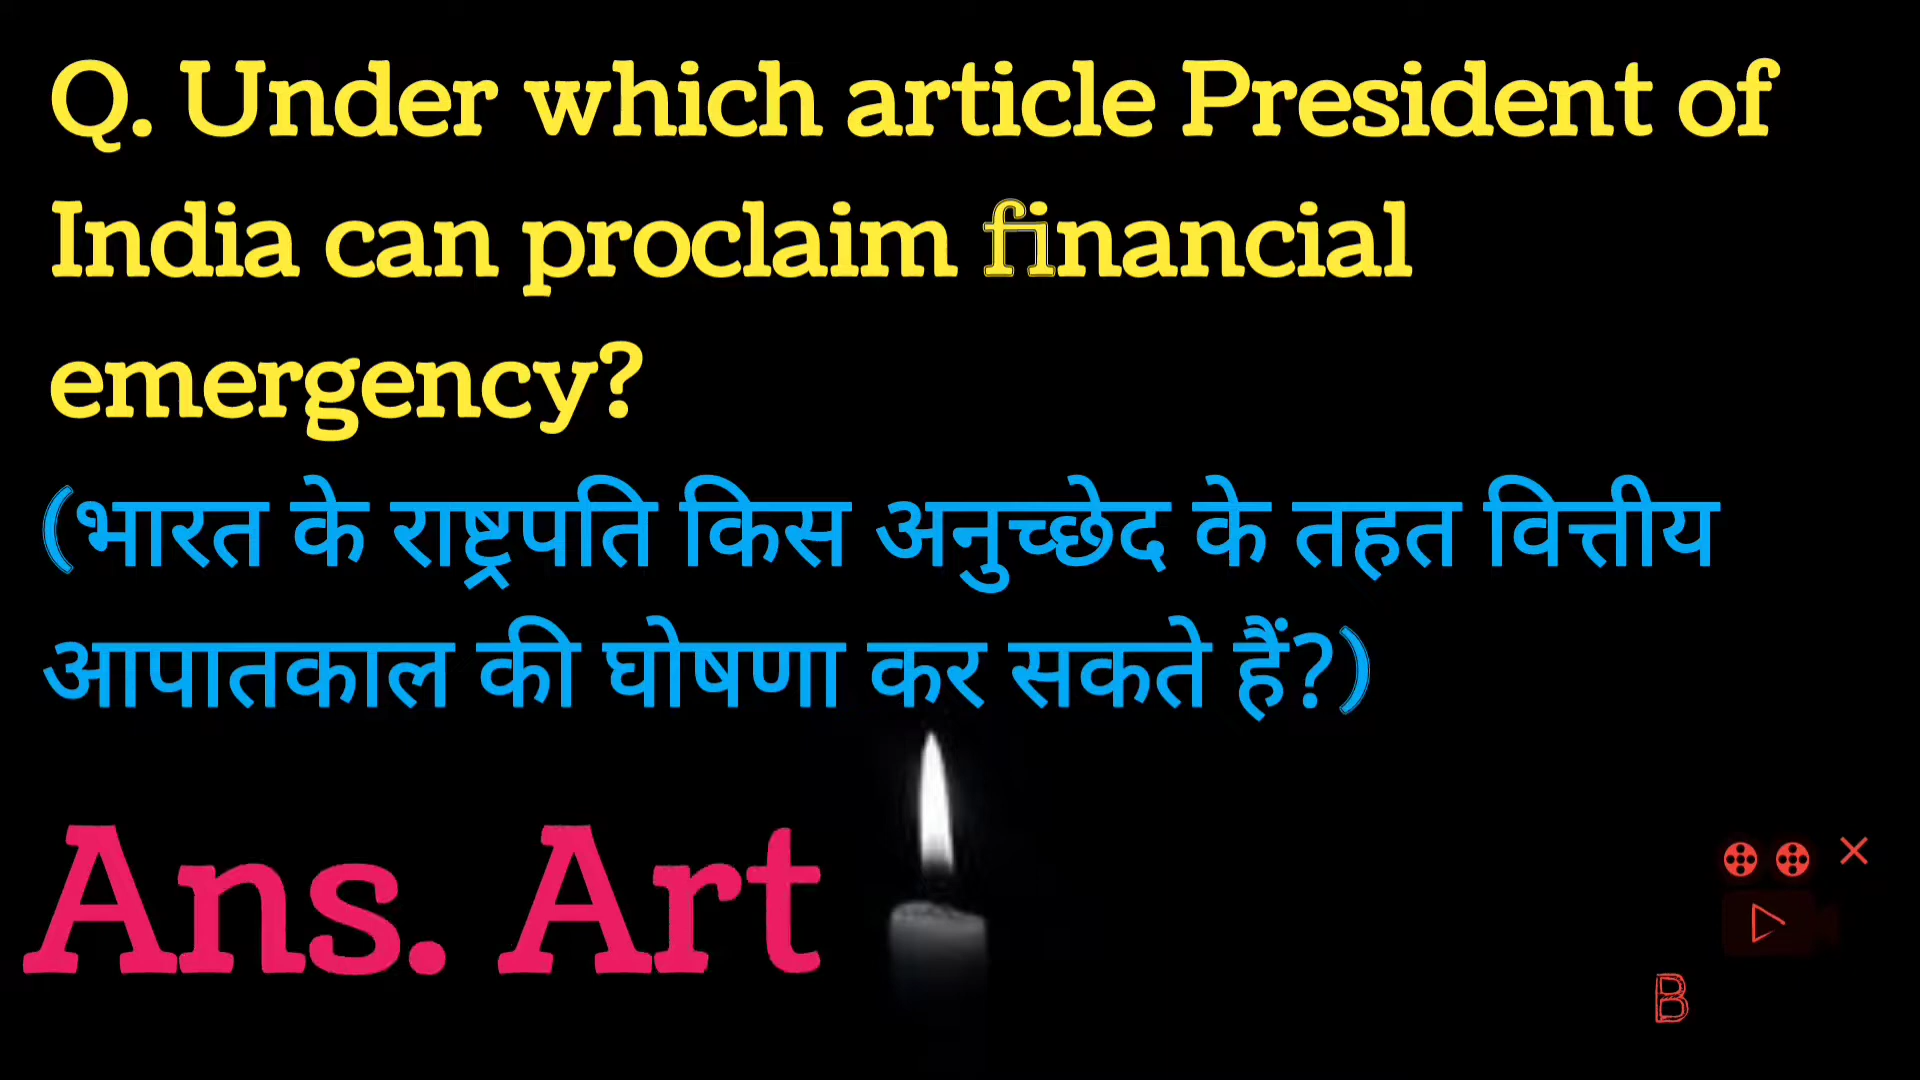 Q. Under which article President of
India can proclaim financial
emergency?
(भारत के राष्ट्रपति किस अनुच्छेद के तहत वित्तीय
आपातकाल की घोषणा कर सकते हैं?)
Ans. Art
B